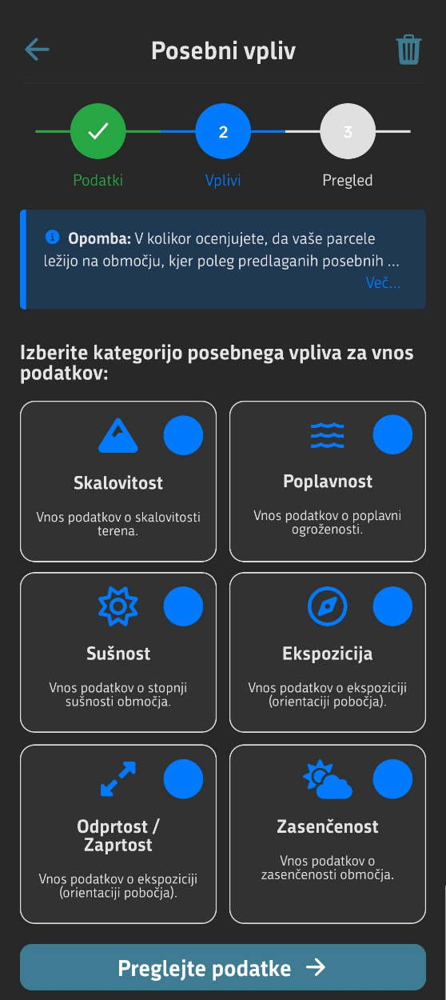 Posebni vpliv
2
3
Podatki
Vplivi
Pregled
Opomba: V kolikor ocenjujete, da vaše parcele
ležijo na območju, kjer poleg predlaganih posebnih ...
Več...
Izberite kategorijo posebnega vpliva za vnos
podatkov:
Skalovitost
Vnos podatkov o skalovitosti
terena.
Poplavnost
Vnos podatkov o poplavni
ogroženosti.
Sušnost
Vnos podatkov o stopnji
sušnosti območja.
Ekspozicija
Vnos podatkov o ekspoziciji
(orientaciji pobočja).
Odprtost /
Zaprtost
Vnos podatkov o ekspoziciji
(orientaciji pobočja).
Zasenčenost
Vnos podatkov o
zasenčenosti območja.
Preglejte podatke